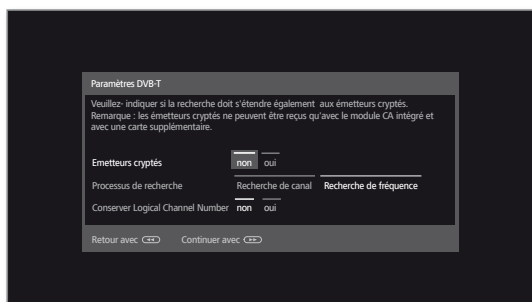 Paramètres DVB-T
Veuillez- indiquer si la recherche doit s'étendre également aux émetteurs cryptés.
Remarque : les émetteurs cryptés ne peuvent être reçus qu'avec le module CA intégré et
avec une carte supplémentaire.
Emetteurs cryptés non oui
Processus de recherche Recherche de canal Recherche de fréquence
Conserver Logical Channel Number non oui
Retour avec Continuer avec